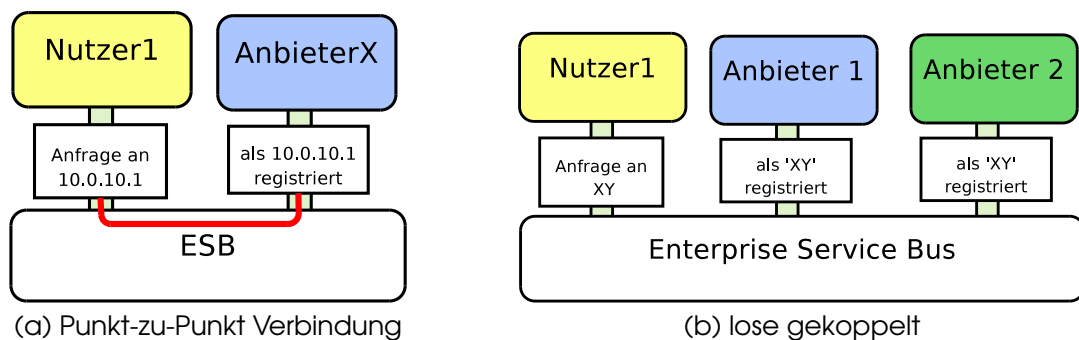 Nutzer1
AnbieterX
Anfrage an
10.0.10.1
als 10.0.10.1
registriert
ESB
(a) Punkt-zu-Punkt Verbindung
Nutzer1
Anbieter 1
Anbieter 2
Anfrage an
XY
als 'XY'
registriert
als 'XY'
registriert
Enterprise Service Bus
(b) lose gekoppelt